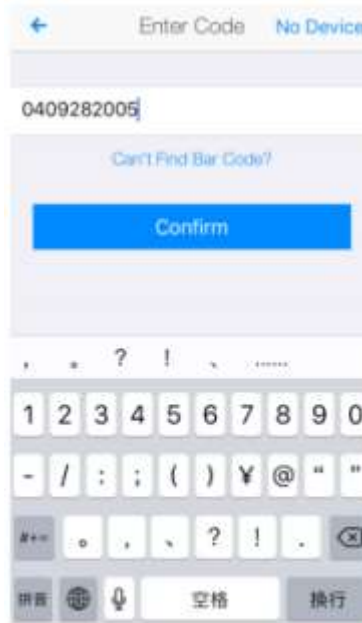 ← Enter Code No Device
0409282005
Can't Find Bar Code?
Confirm
, 。 ? ! 、 ……
1 2 3 4 5 6 7 8 9 0
- / : ; ( ) ¥ @ “ ”
#+= 。 , 、 ? ! .
拼音 空格 换行